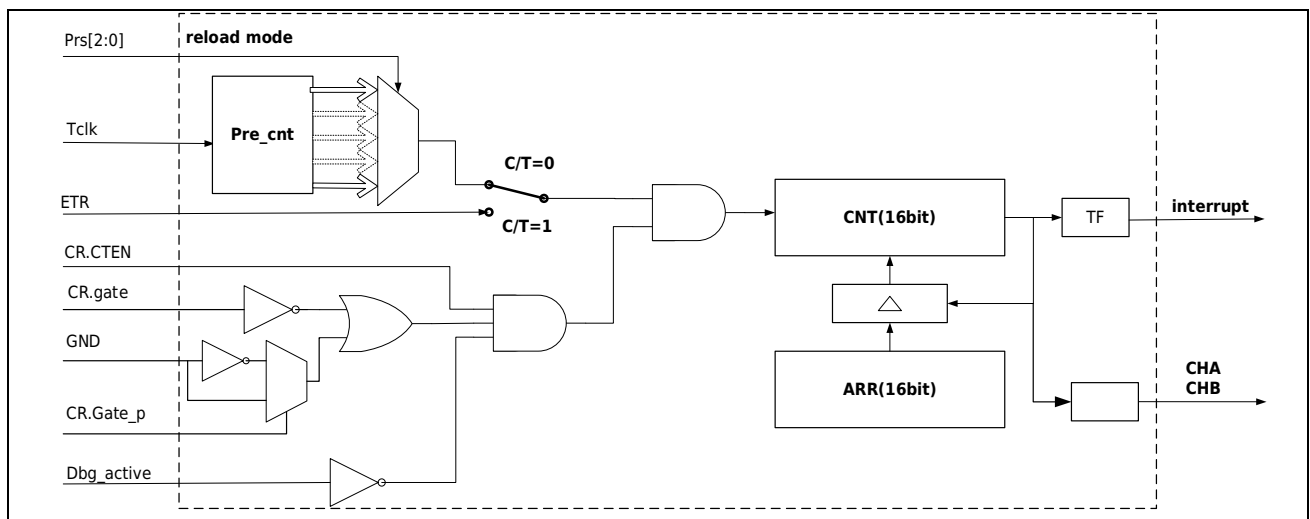 Prs[2:0]
reload mode
Tclk
Pre_cnt
C/T=0
ETR
C/T=1
CNT(16bit)
TF
interrupt
CR.CTEN
CR.gate
GND
CR.Gate_p
ARR(16bit)
CHA
CHB
Dbg_active